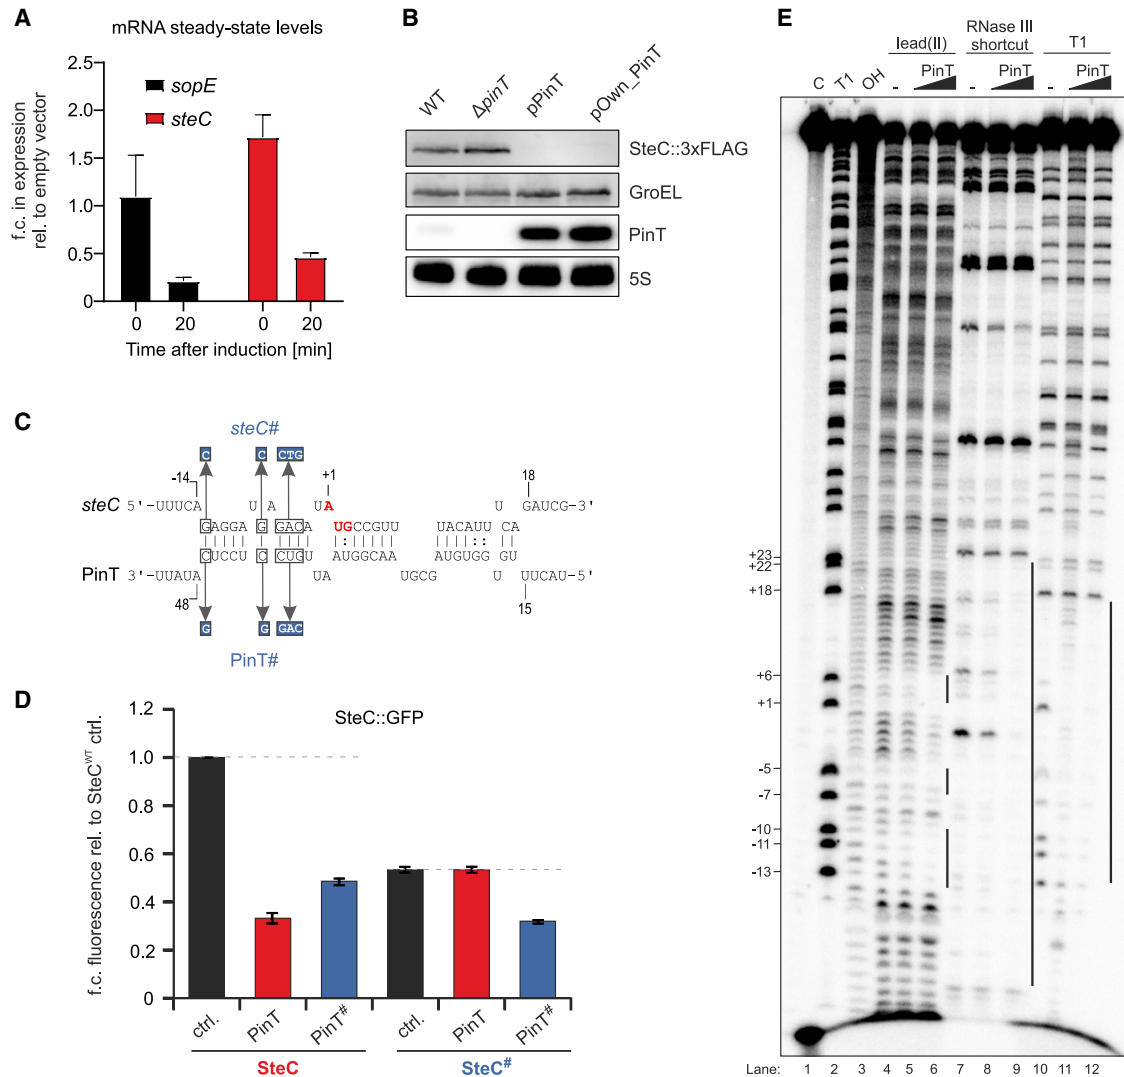 A
mRNA steady-state levels
2.5
2.0
1.5
1.0
0.5
0
f.c. in expression
rel. to empty vector
sopE
steC
0 20 0 20
Time after induction [min]
B
WT ΔpinT pPinT pOwn_PinT
SteC::3xFLAG
GroEL
PinT
5S
C
steC#
C C CTG
-14 +1 18
steC 5'-UUUCA U A UA GAUCG-3'
GAGGA G GACA UGCCGUU UACAUU CA
CUCCU C CUGU AUGGCAA AUGUGG GU
PinT 3'-UUAUA UA UGCG U UUCAU-5'
48 15
G G GAC
PinT#
D
SteC::GFP
1.2
1.0
0.8
0.6
0.4
0.2
0
f.c. fluorescence rel. to SteCWT ctrl.
ctrl. PinT PinT# ctrl. PinT PinT#
SteC SteC#
E
lead(II) RNase III shortcut T1
PinT PinT PinT
C T1 OH - - -
+23
+22
+18
+6
+1
-5
-7
-10
-11
-13
Lane: 1 2 3 4 5 6 7 8 9 10 11 12